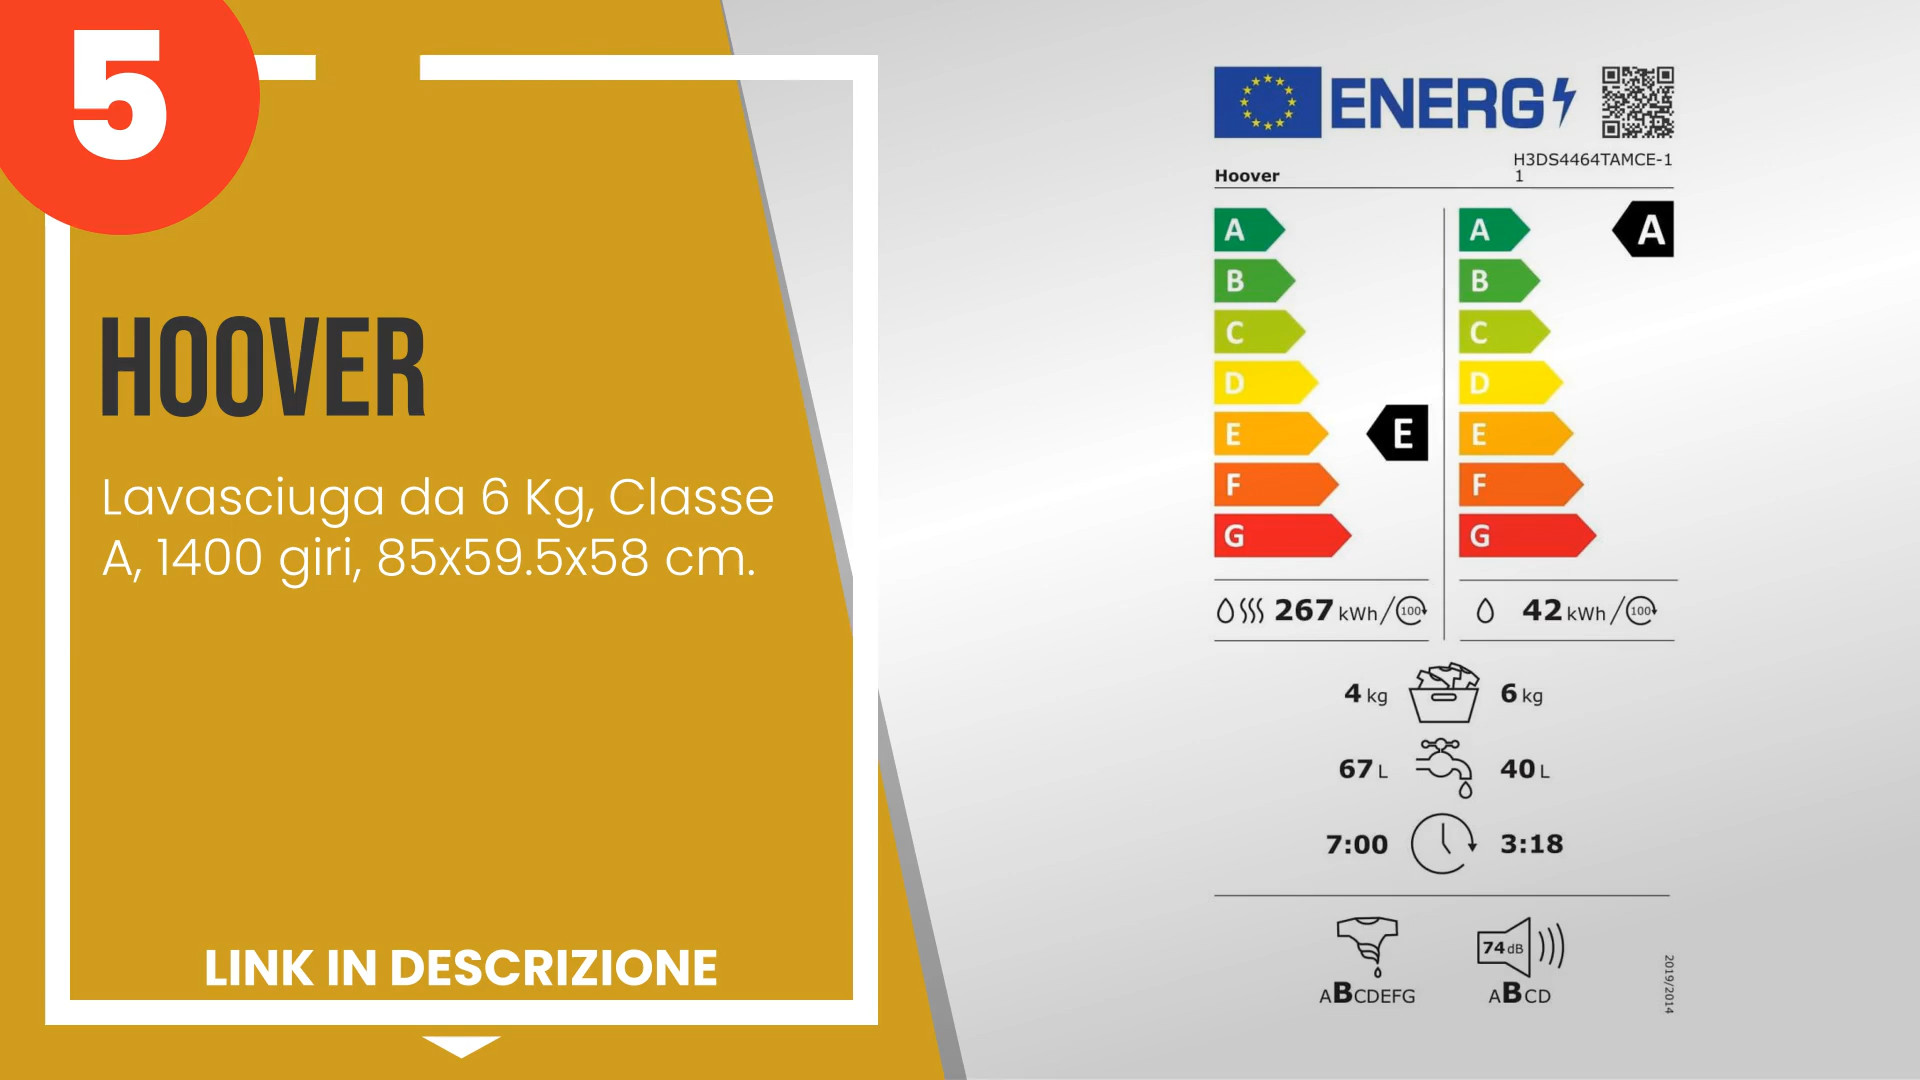 5
HOOVER
Lavasciuga da 6 Kg, Classe
A, 1400 giri, 85x59.5x58 cm.
LINK IN DESCRIZIONE
ENERG
Hoover
H3DS4464TAMCE-1
1
A
B
C
D
E
F
G
E
267 kWh/100
A
B
C
D
E
F
G
A
42 kWh/100
4 kg
6 kg
67 L
40 L
7:00
3:18
74 dB
ABCDEFG
ABCD
2019/2014